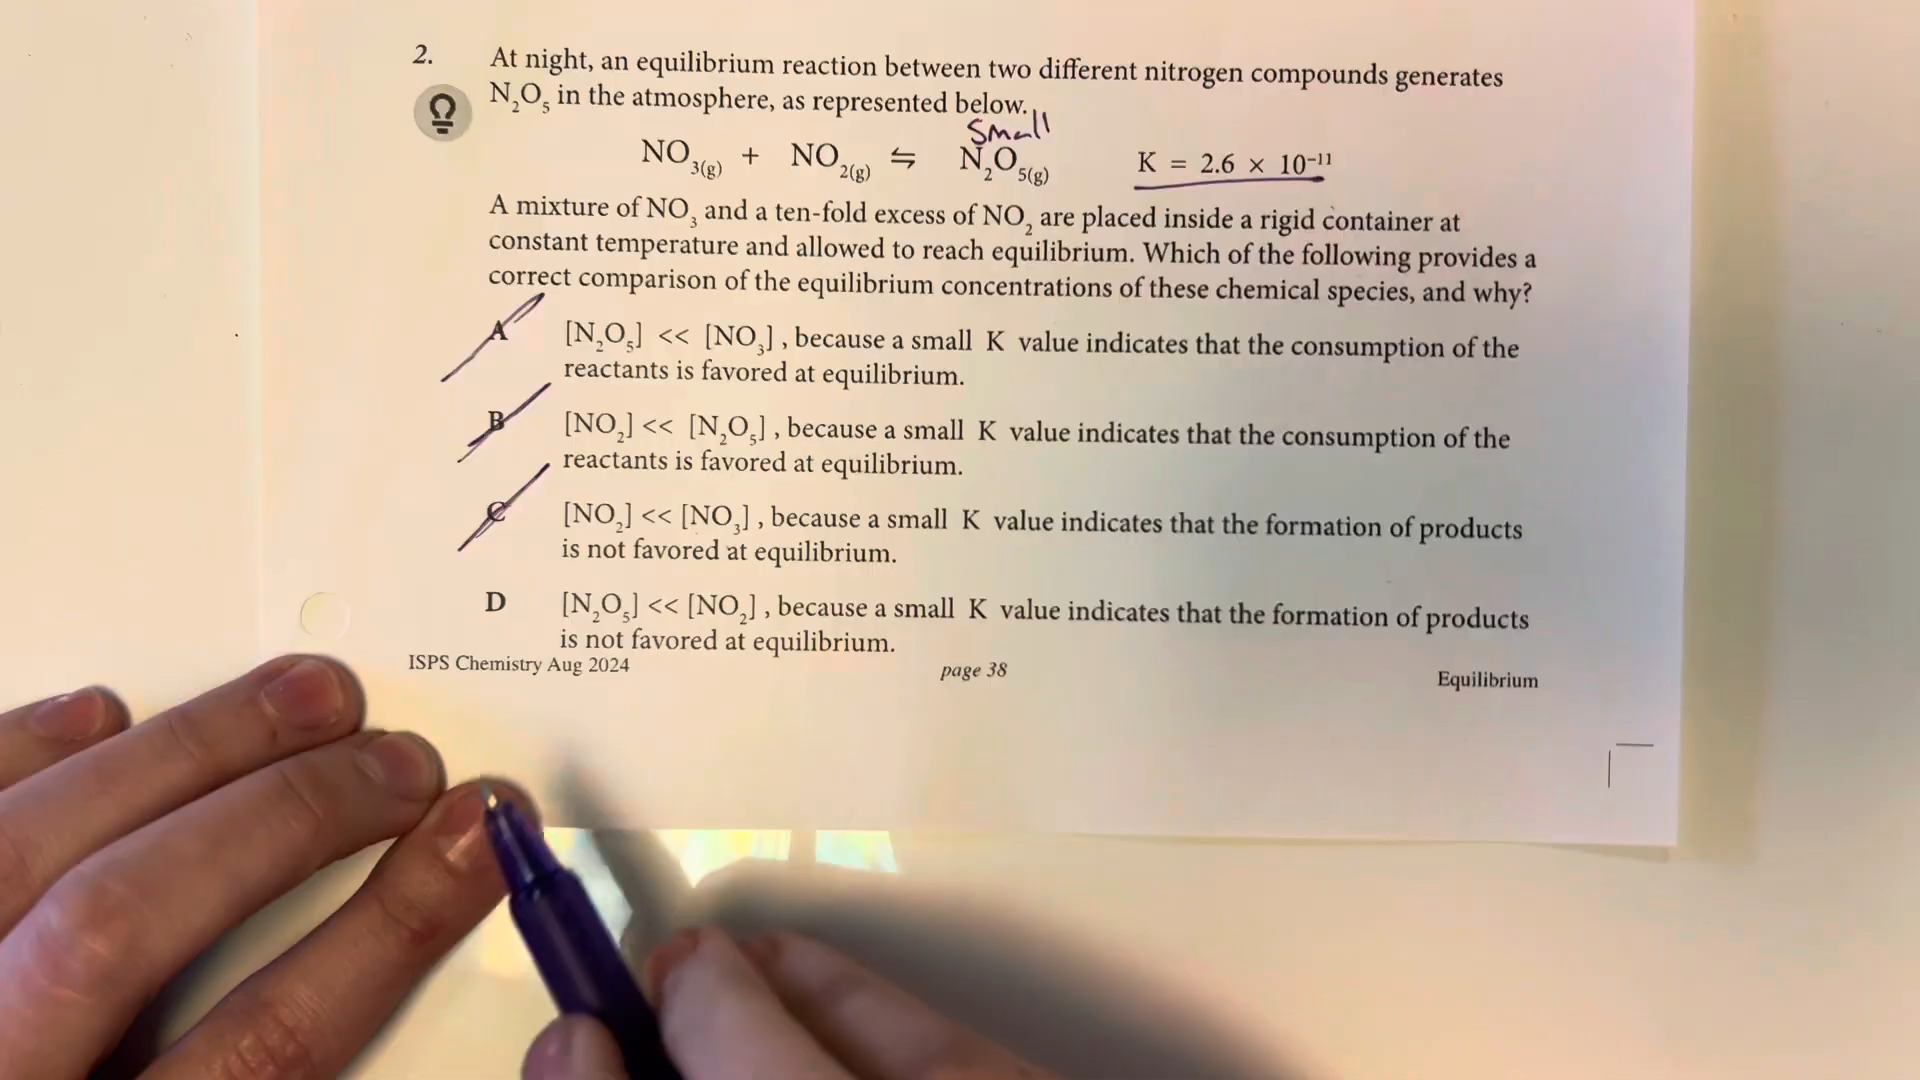 2. At night, an equilibrium reaction between two different nitrogen compounds generates
N₂O₅ in the atmosphere, as represented below.
Small
NO₃(g) + NO₂(g) ⇋ N₂O₅(g) K = 2.6 × 10⁻¹¹
A mixture of NO₃ and a ten-fold excess of NO₂ are placed inside a rigid container at
constant temperature and allowed to reach equilibrium. Which of the following provides a
correct comparison of the equilibrium concentrations of these chemical species, and why?
A [N₂O₅] << [NO₃] , because a small K value indicates that the consumption of the
reactants is favored at equilibrium.
B [NO₂] << [N₂O₅] , because a small K value indicates that the consumption of the
reactants is favored at equilibrium.
C [NO₂] << [NO₃] , because a small K value indicates that the formation of products
is not favored at equilibrium.
D [N₂O₅] << [NO₂] , because a small K value indicates that the formation of products
is not favored at equilibrium.
ISPS Chemistry Aug 2024 page 38 Equilibrium